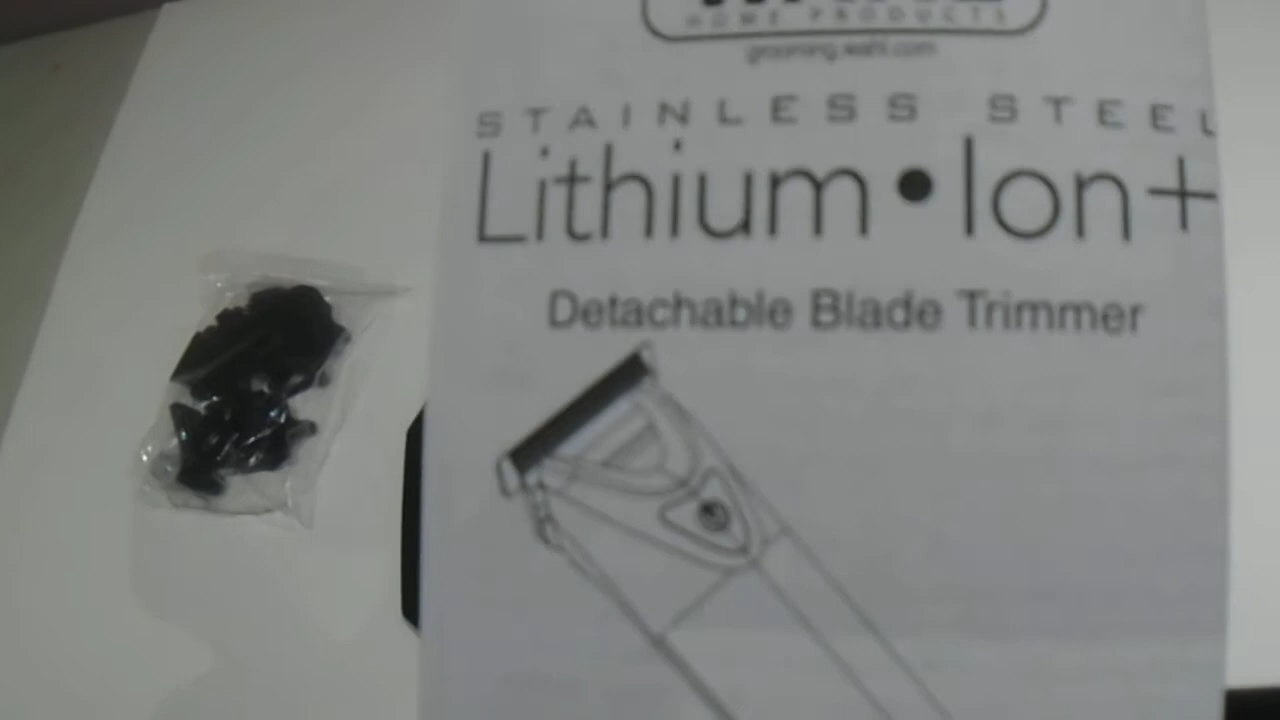 HOME PRODUCTS
grooming.wahl.com
STAINLESS STEEL
Lithium•Ion+
Detachable Blade Trimmer